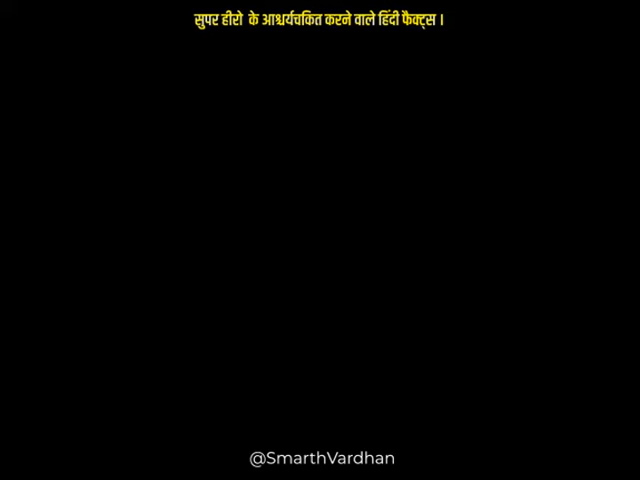 सुपर हीरो के आश्चर्यचकित करने वाले हिंदी फैक्ट्स ।
@SmarthVardhan